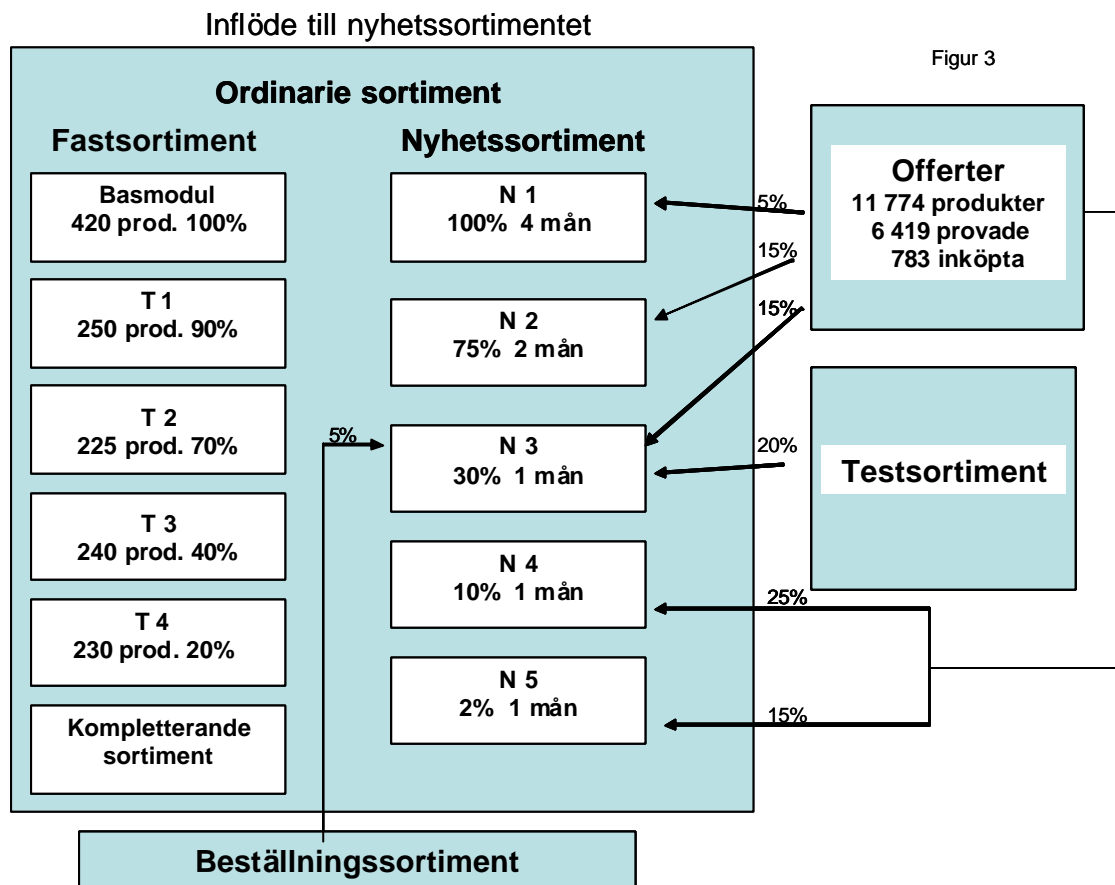 Inflöde till nyhetssortimentet
Figur 3
Ordinarie sortiment
Fastsortiment
Basmodul
420 prod. 100%
T 1
250 prod. 90%
T 2
225 prod. 70%
T 3
240 prod. 40%
T 4
230 prod. 20%
Kompletterande
sortiment
Nyhetssortiment
N 1
100% 4 mån
N 2
75% 2 mån
N 3
30% 1 mån
N 4
10% 1 mån
N 5
2% 1 mån
5%
5%
15%
15%
20%
25%
15%
Offerter
11 774 produkter
6 419 provade
783 inköpta
Testsortiment
Beställningssortiment